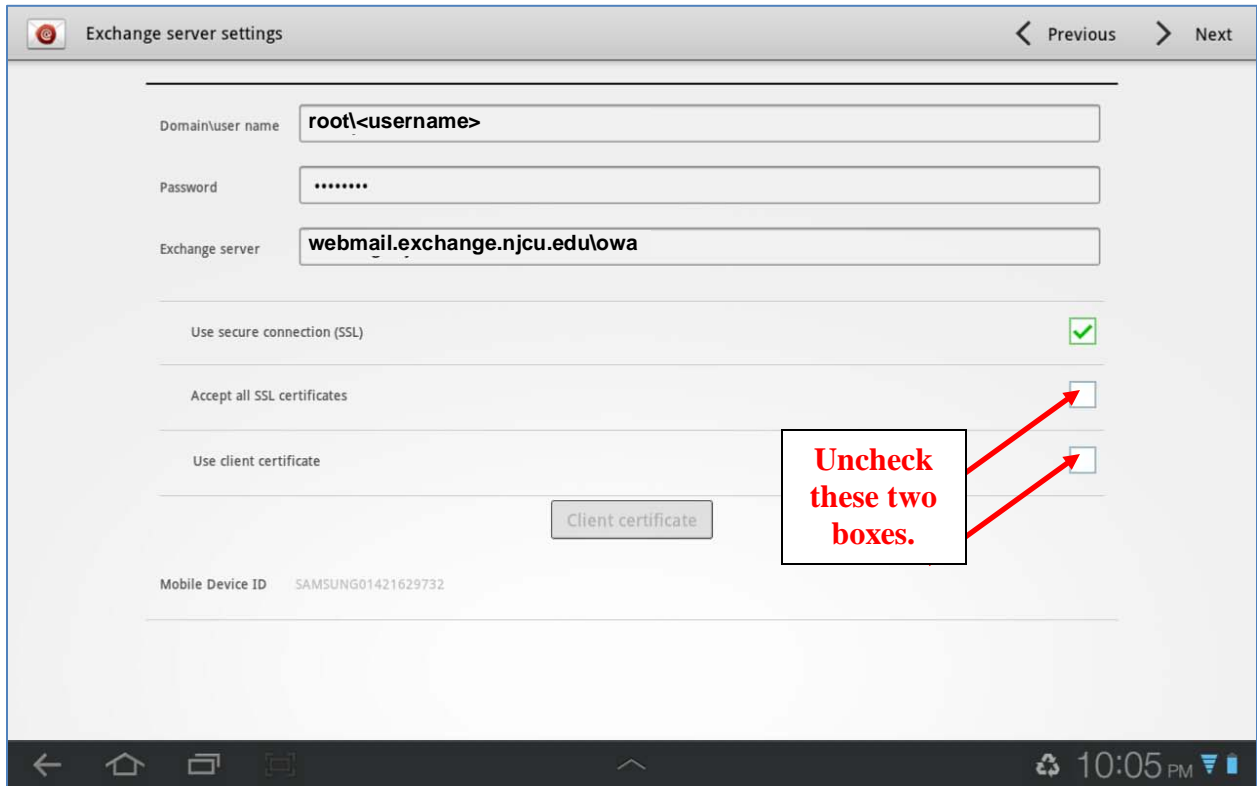 Exchange server settings
Previous
Next
Domain\user name
root\<username>
Password
••••••••
Exchange server
webmail.exchange.njcu.edu\owa
Use secure connection (SSL)
Accept all SSL certificates
Use client certificate
Uncheck
these two
boxes.
Client certificate
Mobile Device ID
SAMSUNG01421629732
10:05 PM